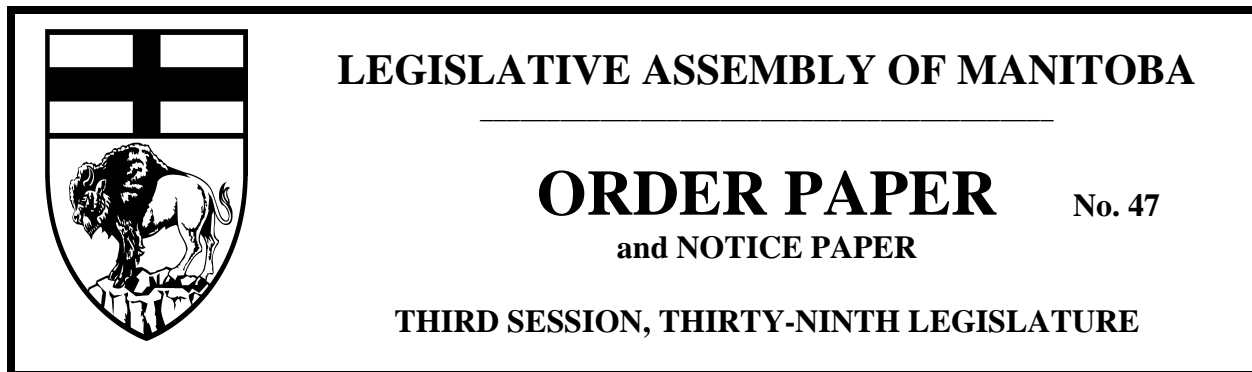 LEGISLATIVE ASSEMBLY OF MANITOBA
ORDER PAPER No. 47
and NOTICE PAPER
THIRD SESSION, THIRTY-NINTH LEGISLATURE